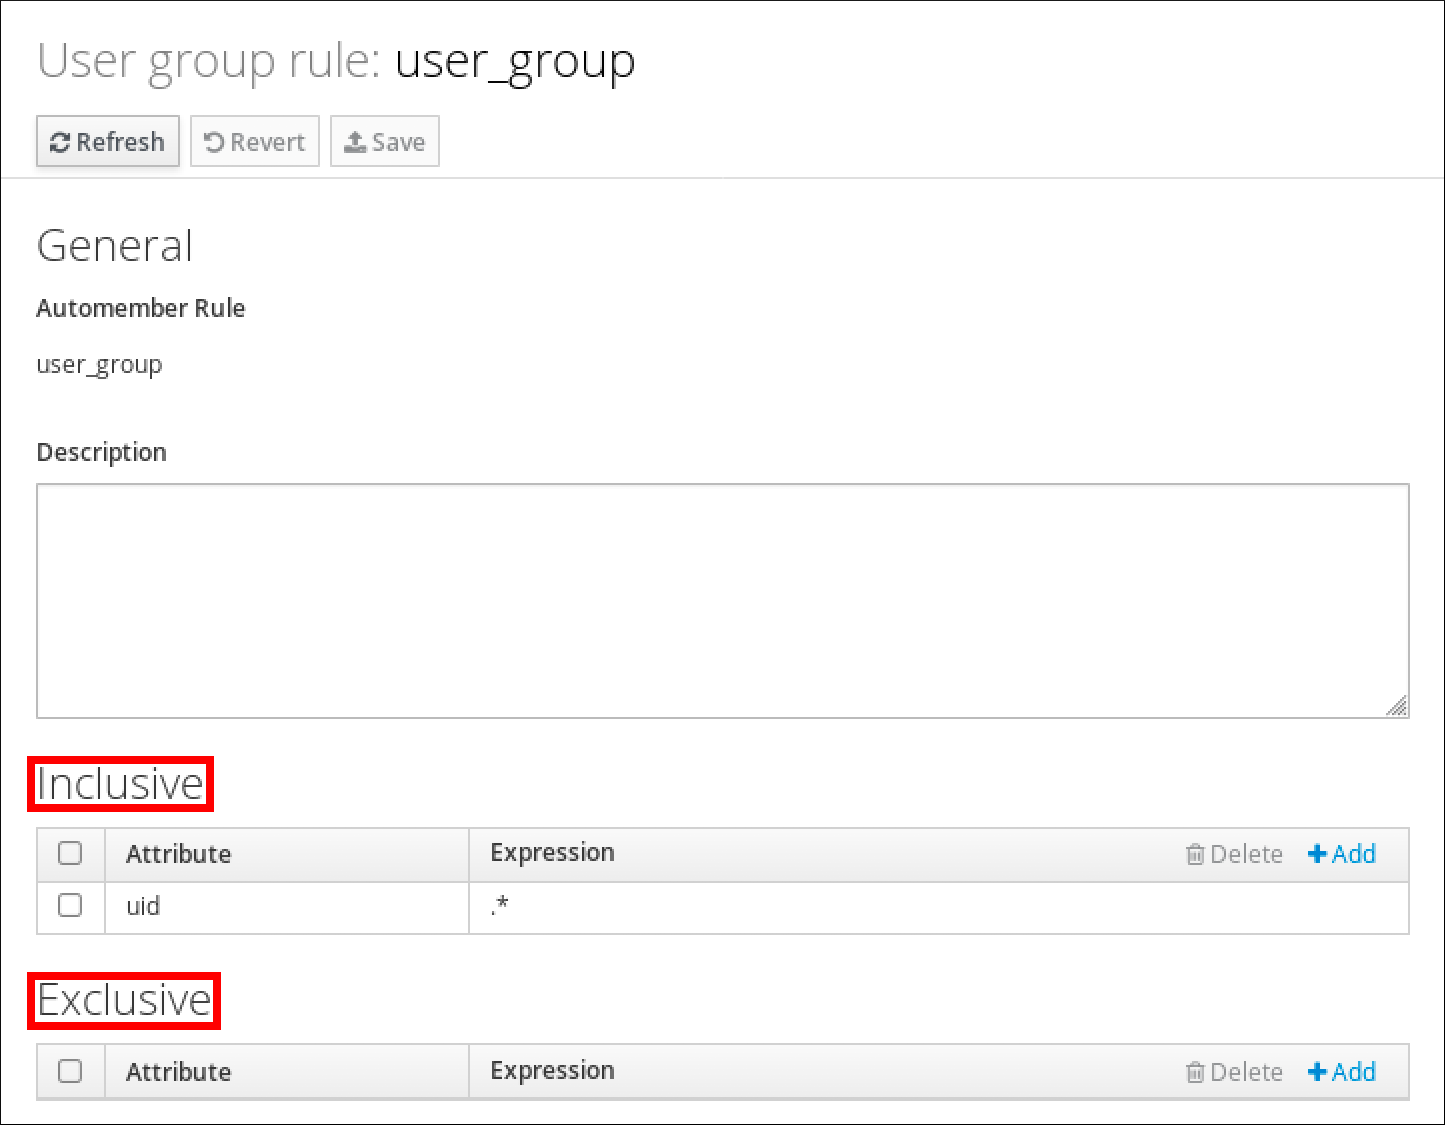 User group rule: user_group
Refresh Revert Save
General
Automember Rule
user_group
Description
Inclusive
Attribute Expression Delete Add
uid .*
Exclusive
Attribute Expression Delete Add